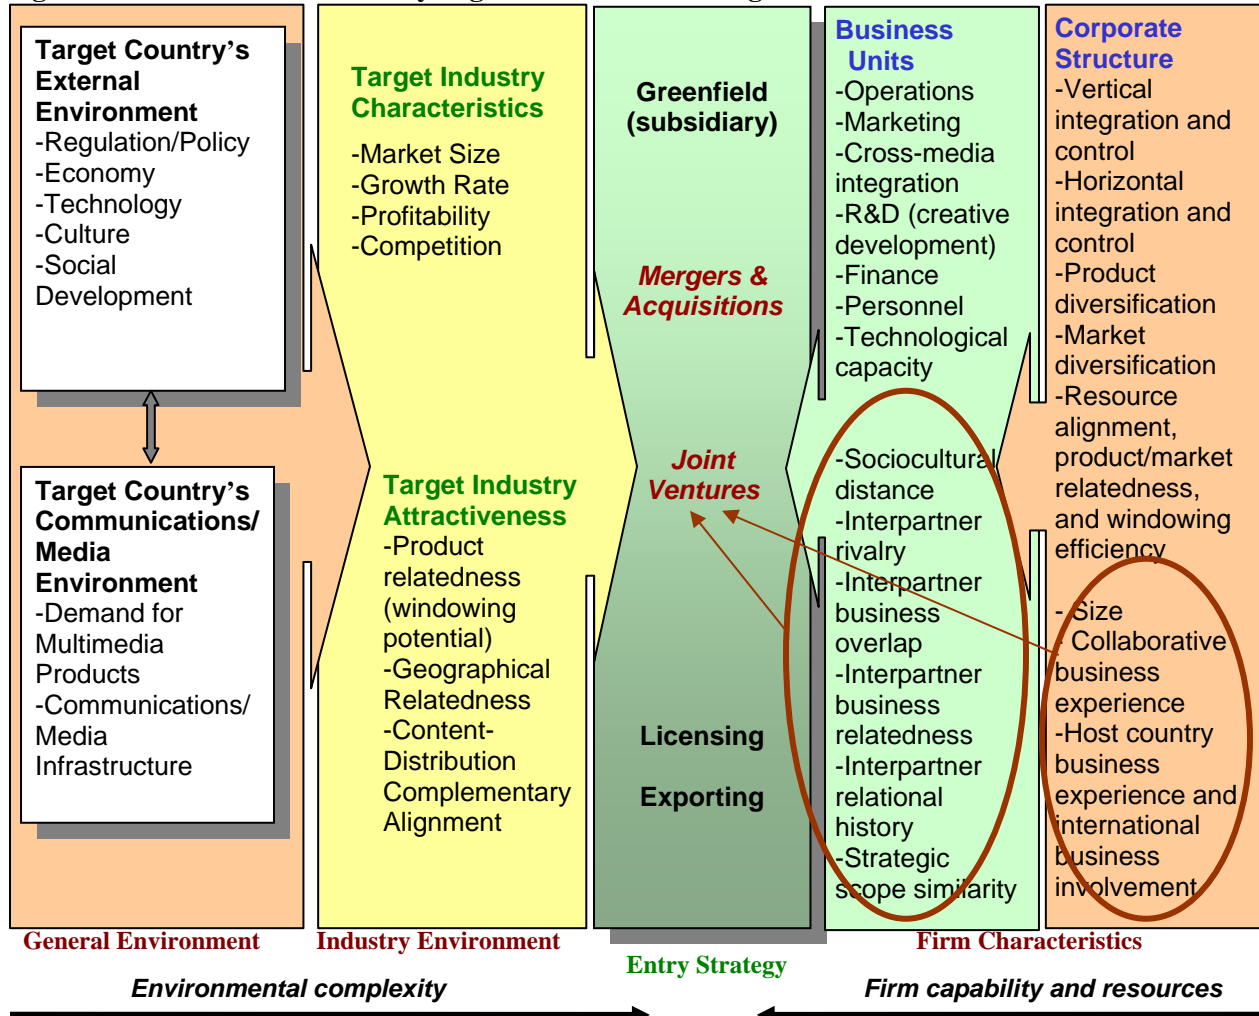 Target Country's
External
Environment
-Regulation/Policy
-Economy
-Technology
-Culture
-Social
Development
Target Country's
Communications/
Media
Environment
-Demand for
Multimedia
Products
-Communications/
Media
Infrastructure
General Environment
Target Industry
Characteristics
-Market Size
-Growth Rate
-Profitability
-Competition
Target Industry
Attractiveness
-Product
relatedness
(windowing
potential)
-Geographical
Relatedness
-Content-
Distribution
Complementary
Alignment
Industry Environment
Greenfield
(subsidiary)
Mergers &
Acquisitions
Joint
Ventures
Licensing
Exporting
Entry Strategy
Business
Units
-Operations
-Marketing
-Cross-media
integration
-R&D (creative
development)
-Finance
-Personnel
-Technological
capacity
-Sociocultural
distance
-Interpartner
rivalry
-Interpartner
business
overlap
-Interpartner
business
relatedness
-Interpartner
relational
history
-Strategic
scope similarity
Corporate
Structure
-Vertical
integration and
control
-Horizontal
integration and
control
-Product
diversification
-Market
diversification
-Resource
alignment,
product/market
relatedness,
and windowing
efficiency
- Size
- Collaborative
business
experience
-Host country
business
experience and
international
business
involvement
Firm Characteristics
Environmental complexity
Firm capability and resources